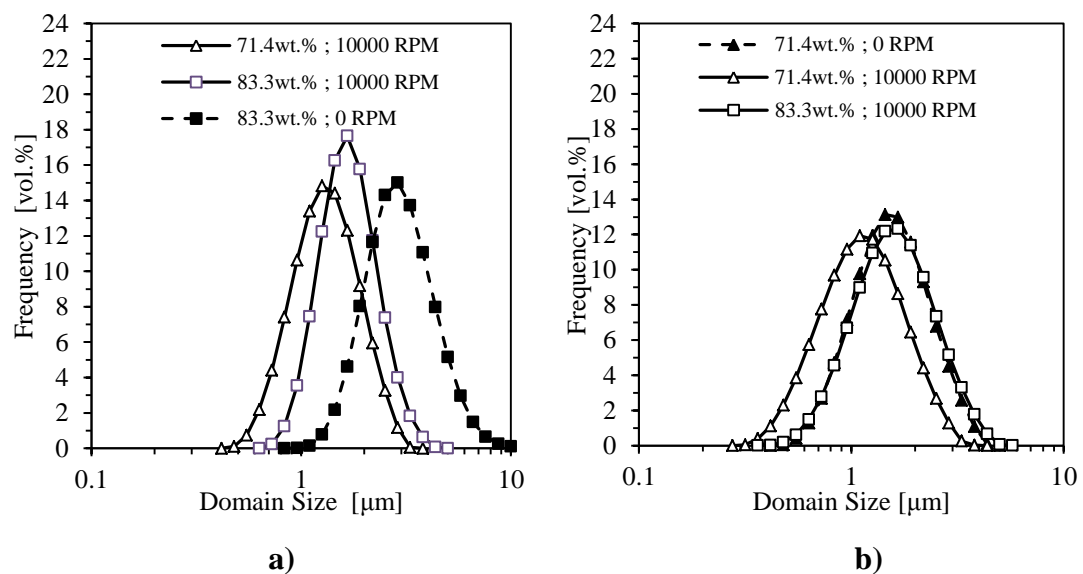 24
22
20
18
16
14
12
10
8
6
4
2
0
Frequency [vol.%]
71.4wt.% ; 10000 RPM
83.3wt.% ; 10000 RPM
83.3wt.% ; 0 RPM
0.1 1 10
Domain Size [μm]
a)
24
22
20
18
16
14
12
10
8
6
4
2
0
Frequency [vol.%]
71.4wt.% ; 0 RPM
71.4wt.% ; 10000 RPM
83.3wt.% ; 10000 RPM
0.1 1 10
Domain Size [μm]
b)